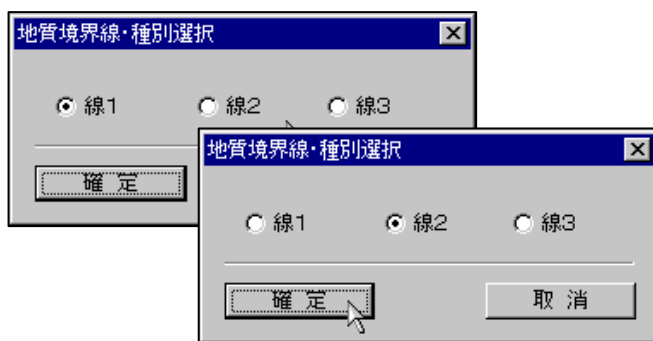 地質境界線・種別選択
線1 線2 線3
確 定
地質境界線・種別選択
線1 線2 線3
確 定 取 消